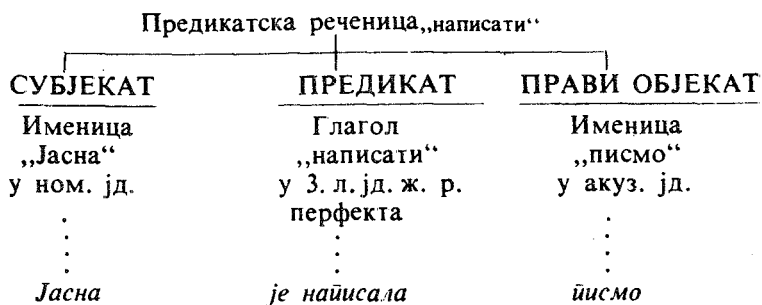 Предикатска реченица „написати“
СУБЈЕКАТ ПРЕДИКАТ ПРАВИ ОБЈЕКАТ
Именица Глагол Именица
„Јасна“ „написати“ „писмо“
у ном. јд. у 3. л. јд. ж. р. у акуз. јд.
перфекта
Јасна је написала писмо